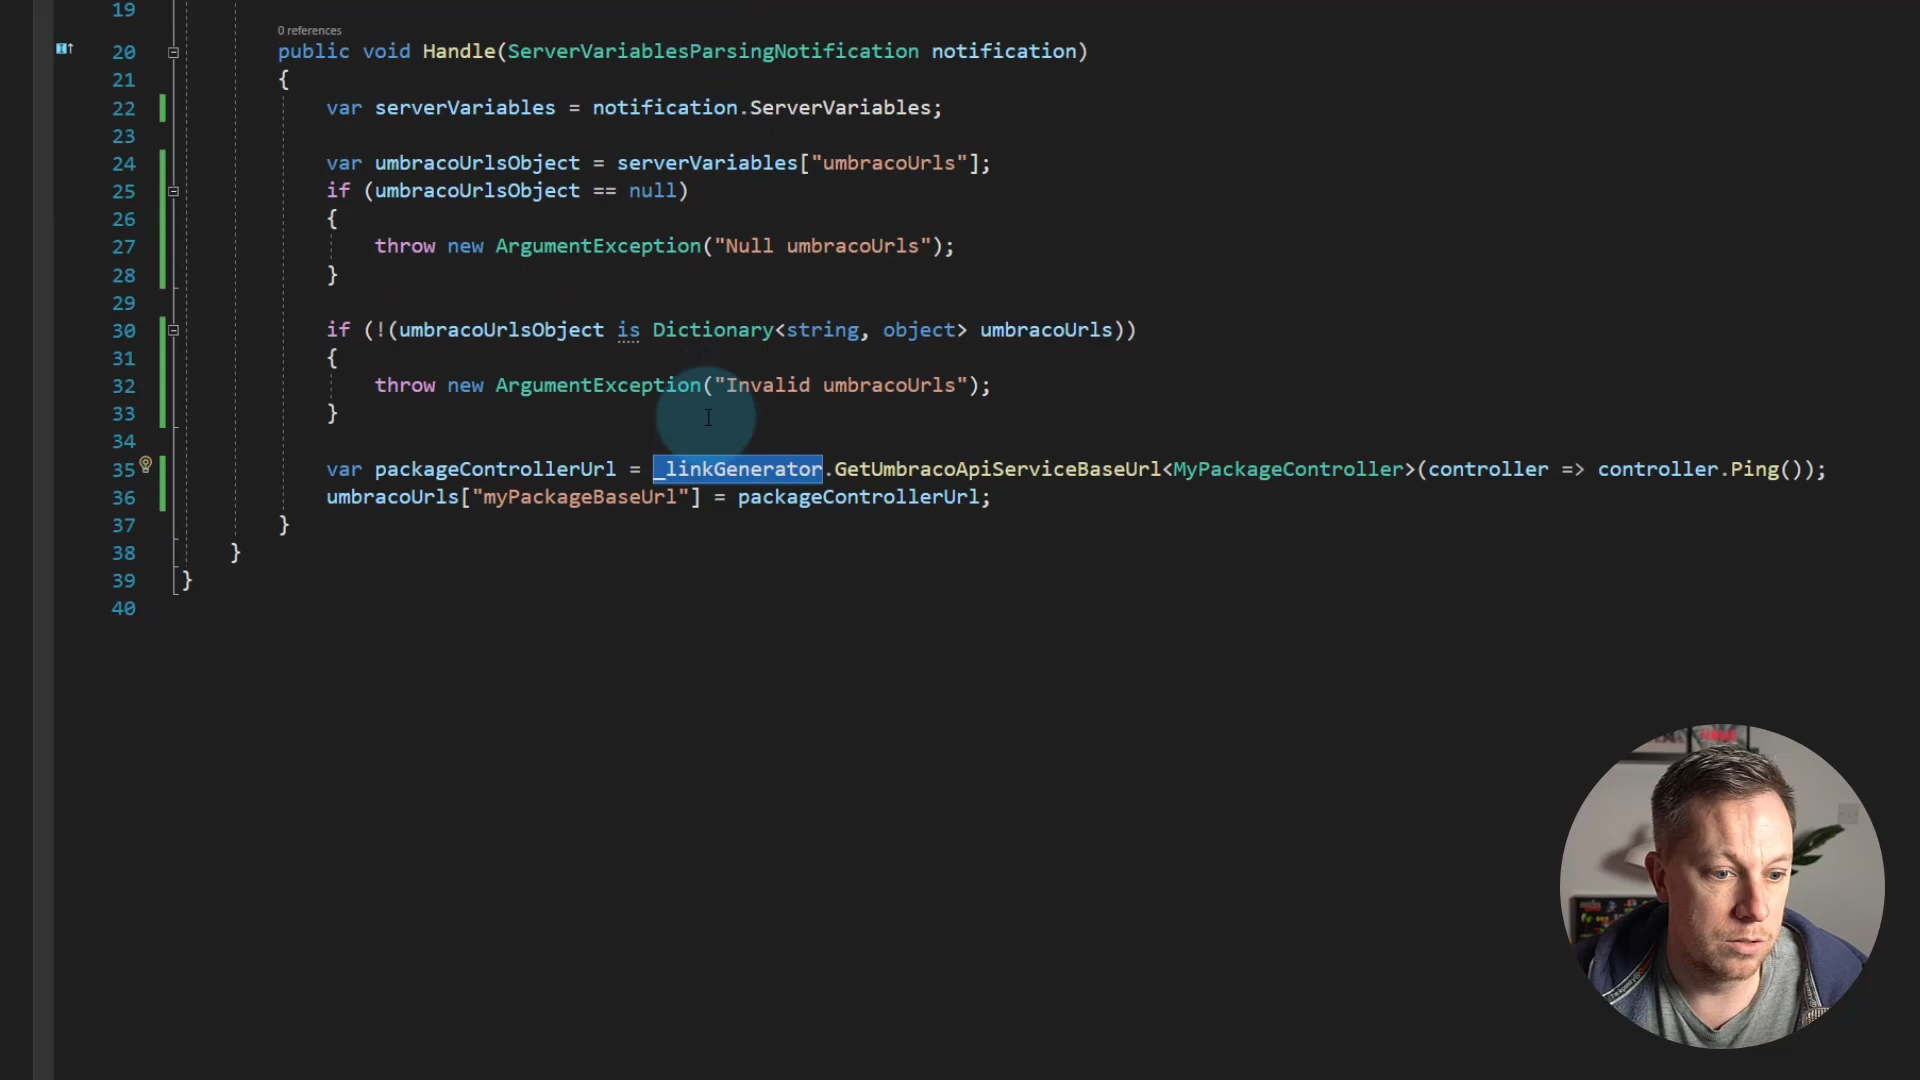 19
0 references
20 public void Handle(ServerVariablesParsingNotification notification)
21 {
22 var serverVariables = notification.ServerVariables;
23
24 var umbracoUrlsObject = serverVariables["umbracoUrls"];
25 if (umbracoUrlsObject == null)
26 {
27 throw new ArgumentException("Null umbracoUrls");
28 }
29
30 if (!(umbracoUrlsObject is Dictionary<string, object> umbracoUrls))
31 {
32 throw new ArgumentException("Invalid umbracoUrls");
33 }
34
35 var packageControllerUrl = _linkGenerator.GetUmbracoApiServiceBaseUrl<MyPackageController>(controller => controller.Ping());
36 umbracoUrls["myPackageBaseUrl"] = packageControllerUrl;
37 }
38 }
39 }
40